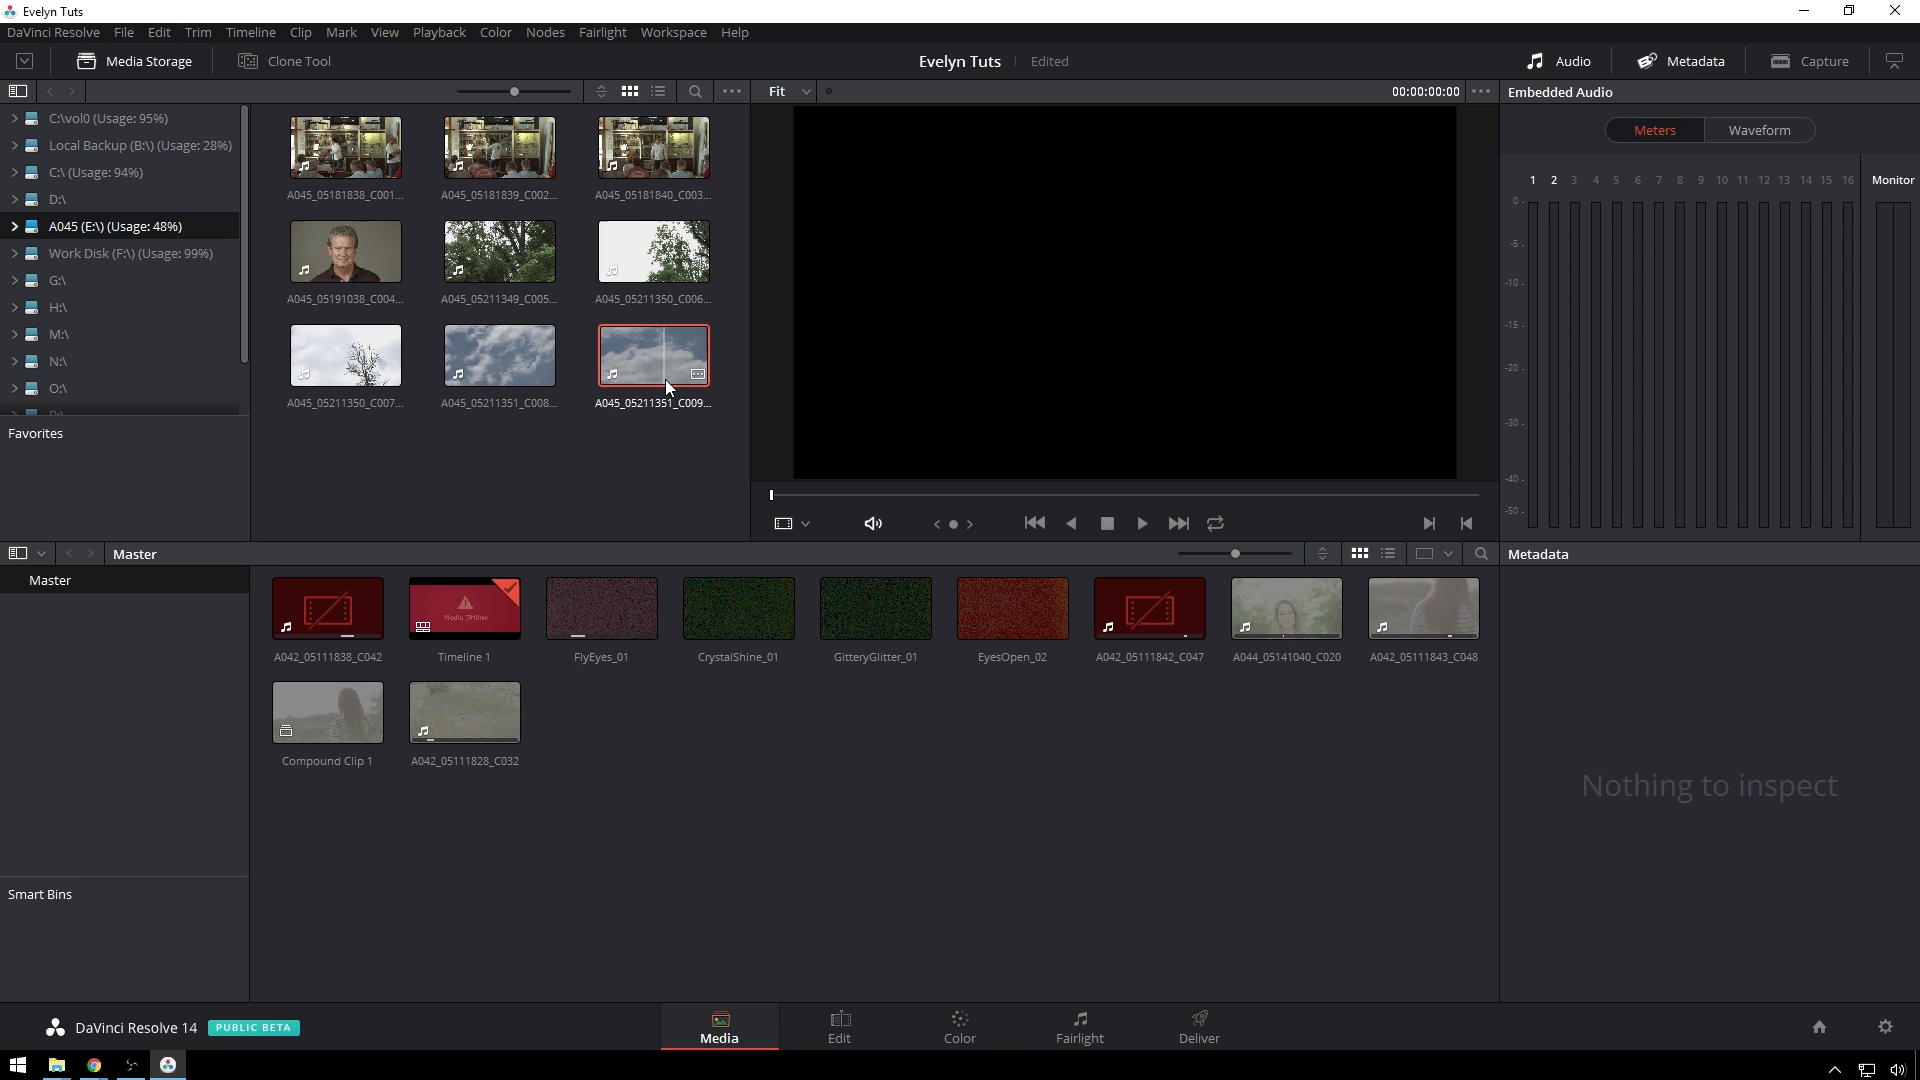 Evelyn Tuts
DaVinci Resolve File Edit Trim Timeline Clip Mark View Playback Color Nodes Fairlight Workspace Help
Media Storage Clone Tool Evelyn Tuts Edited Audio Metadata Capture
Fit 00:00:00:00 Embedded Audio
C:\vol0 (Usage: 95%)
Local Backup (B:\) (Usage: 28%)
C:\ (Usage: 94%)
D:\
A045 (E:\) (Usage: 48%)
Work Disk (F:\) (Usage: 99%)
G:\
H:\
M:\
N:\
O:\
Favorites
A045_05181838_C001... A045_05181839_C002... A045_05181840_C003...
A045_05191038_C004... A045_05211349_C005... A045_05211350_C006...
A045_05211350_C007... A045_05211351_C008... A045_05211351_C009...
Meters Waveform
1 2 3 4 5 6 7 8 9 10 11 12 13 14 15 16 Monitor
0 -
-5 -
-10 -
-15 -
-20 -
-30 -
-40 -
-50 -
Master Metadata
Master
Media Offline
A042_05111838_C042 Timeline 1 FlyEyes_01 CrystalShine_01 GitteryGlitter_01 EyesOpen_02 A042_05111842_C047 A044_05141040_C020 A042_05111843_C048
Compound Clip 1 A042_05111828_C032
Nothing to inspect
Smart Bins
DaVinci Resolve 14 PUBLIC BETA
Media Edit Color Fairlight Deliver